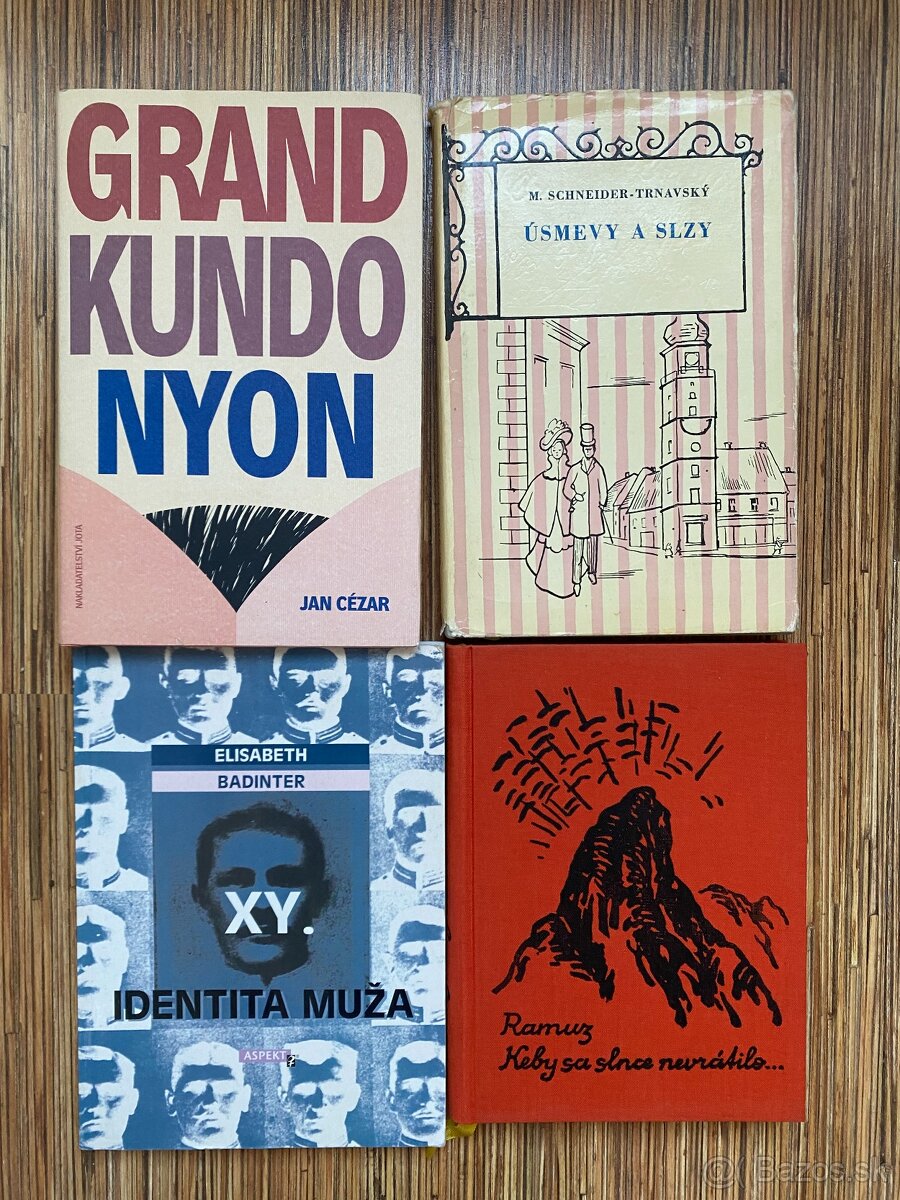 GRAND
KUNDO
NYON
NAKLADATELSTVÍ JOTA
JAN CÉZAR
M. SCHNEIDER-TRNAVSKÝ
ÚSMEVY A SLZY
ELISABETH
BADINTER
XY.
IDENTITA MUŽA
ASPEKT
Ramuz
Keby sa slnce nevrátilo...
Bazos.sk